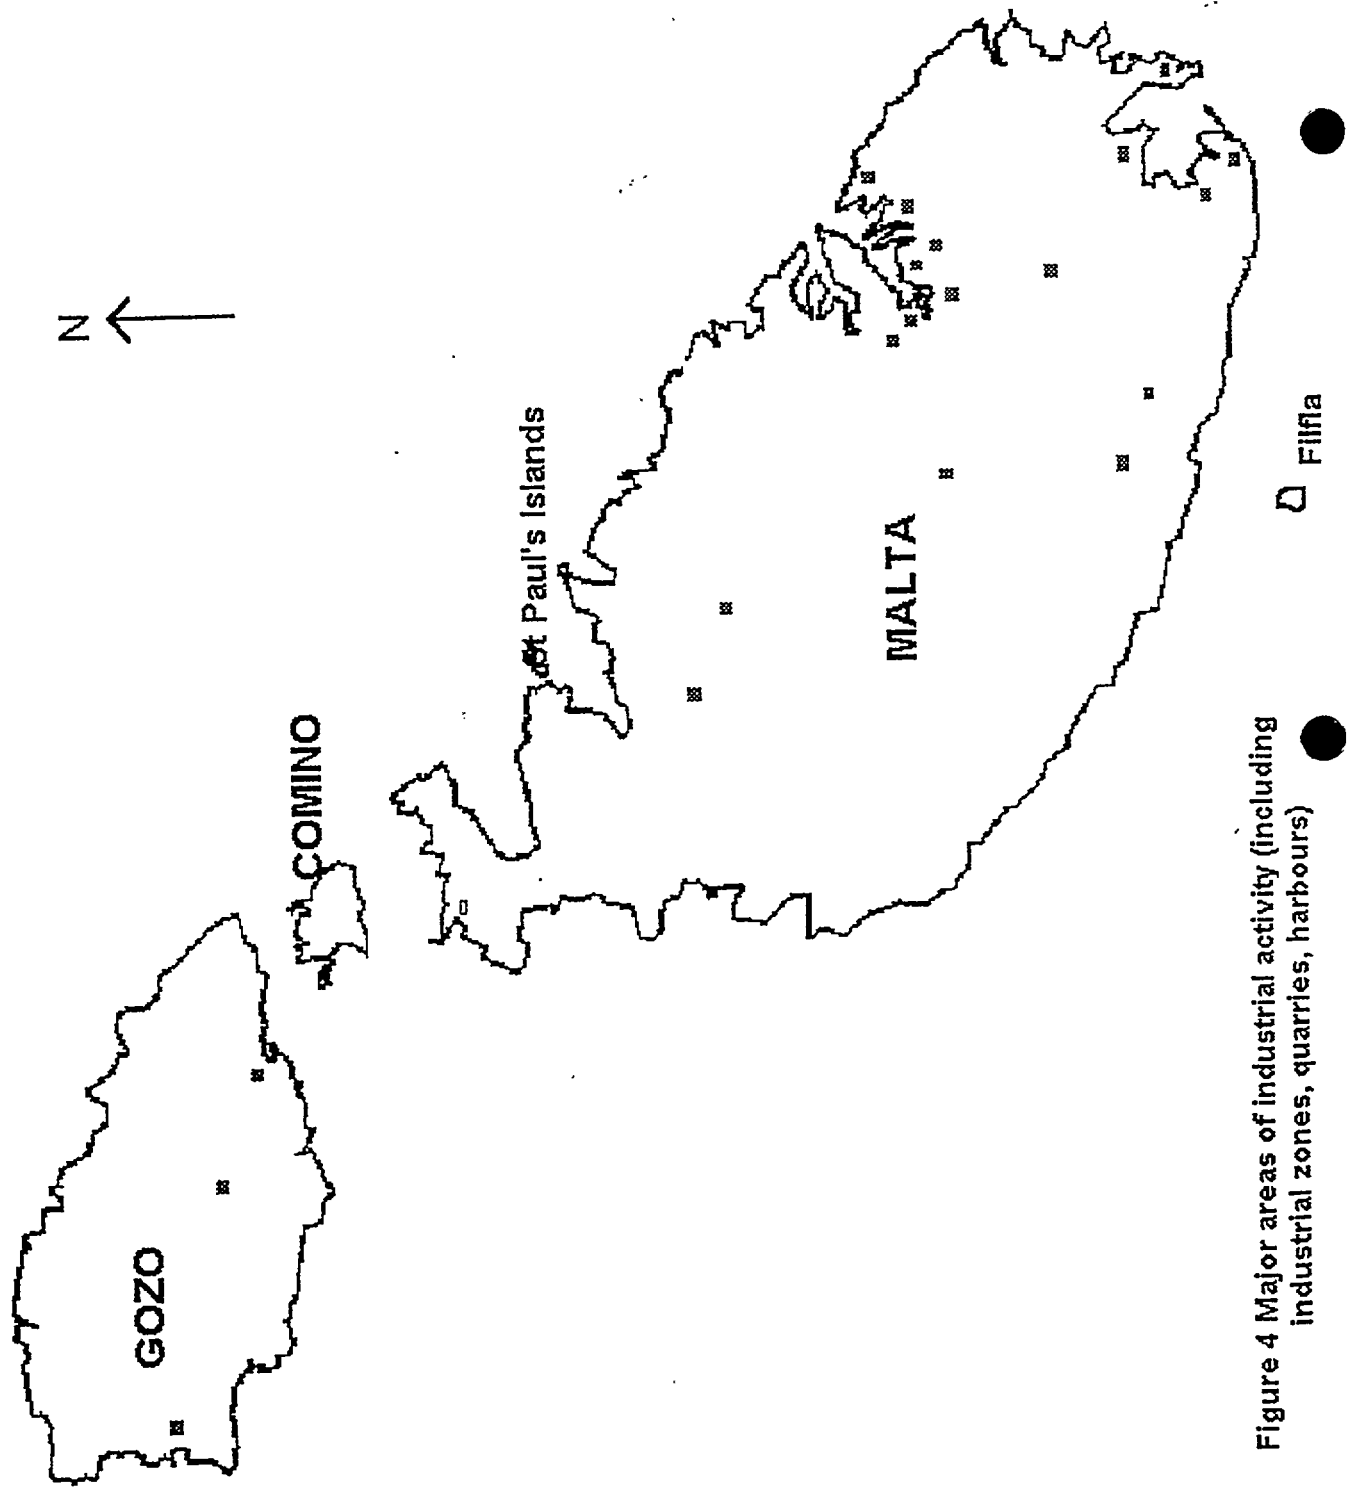 N
GOZO
COMINO
St Paul's Islands
MALTA
Filfla
Figure 4 Major areas of industrial activity (including
industrial zones, quarries, harbours)